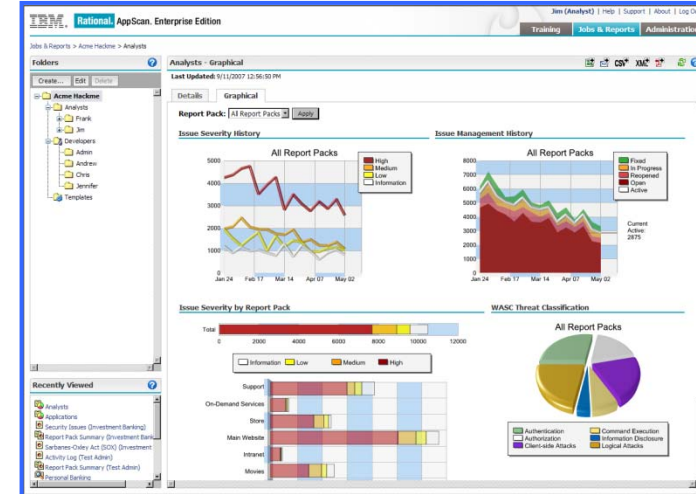 Jim (Analyst) | Help | Support | About | Log O
IBM. Rational. AppScan. Enterprise Edition
Training Jobs & Reports Administratio
Jobs & Reports > Acme Hackme > Analysts
Folders
Create... Edit Delete
Acme Hackme
Analysts
Frank
Jim
Developers
Admin
Andrew
Chris
Jennifer
Templates
Recently Viewed
Analysts
Applications
Security Issues (Investment Banking)
Report Pack Summary (Investment Bank
Sarbanes-Oxley Act (SOX) (Investment
Activity Log (Test Admin)
Report Pack Summary (Test Admin)
Personal Banking
Analysts - Graphical
CSV XML
Last Updated: 9/11/2007 12:56:50 PM
Details Graphical
Report Pack: All Report Packs Apply
Issue Severity History
All Report Packs
High
Medium
Low
Information
5000
4000
3000
2000
1000
0
Jan 24 Feb 17 Mar 14 Apr 07 May 02
Issue Management History
All Report Packs
Fixed
In Progress
Reopened
Open
Active
8000
7000
6000
5000
4000
3000
2000
1000
0
Current
Active:
2875
Jan 24 Feb 17 Mar 14 Apr 07 May 02
Issue Severity by Report Pack
Total
0 2000 4000 6000 8000 10000 12000
Information Low Medium High
Support
On-Demand Services
Store
Main Website
Intranet
Movies
WASC Threat Classification
All Report Packs
Authentication
Authorization
Client-side Attacks
Command Execution
Information Disclosure
Logical Attacks